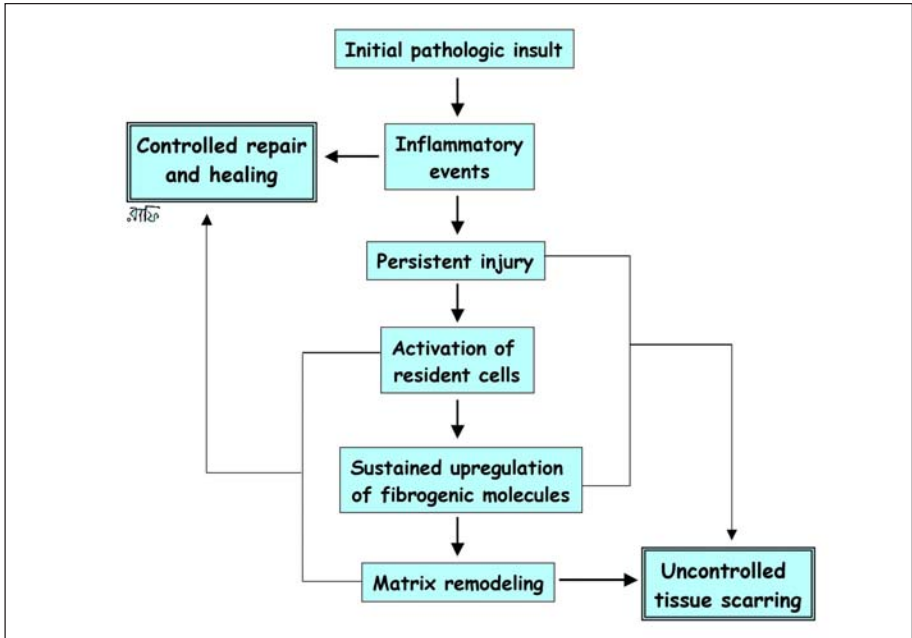 Initial pathologic insult
Controlled repair
and healing
Inflammatory
events
রাফি
Persistent injury
Activation of
resident cells
Sustained upregulation
of fibrogenic molecules
Matrix remodeling
Uncontrolled
tissue scarring